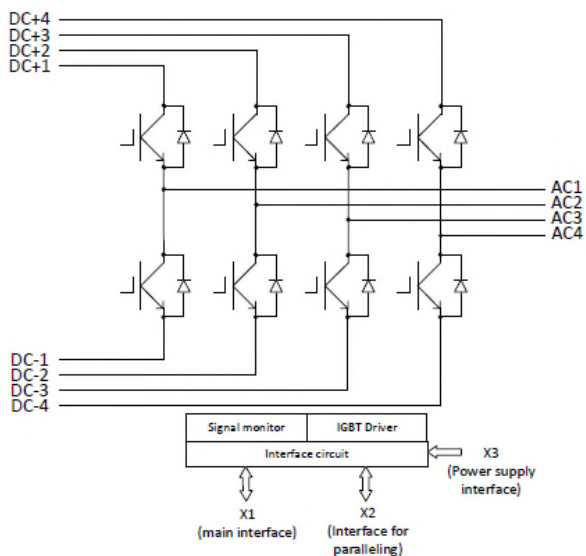 DC+4
DC+3
DC+2
DC+1
AC1
AC2
AC3
AC4
DC-1
DC-2
DC-3
DC-4
Signal monitor
IGBT Driver
Interface circuit
X3
(Power supply
interface)
X1
(main interface)
X2
(Interface for
paralleling)